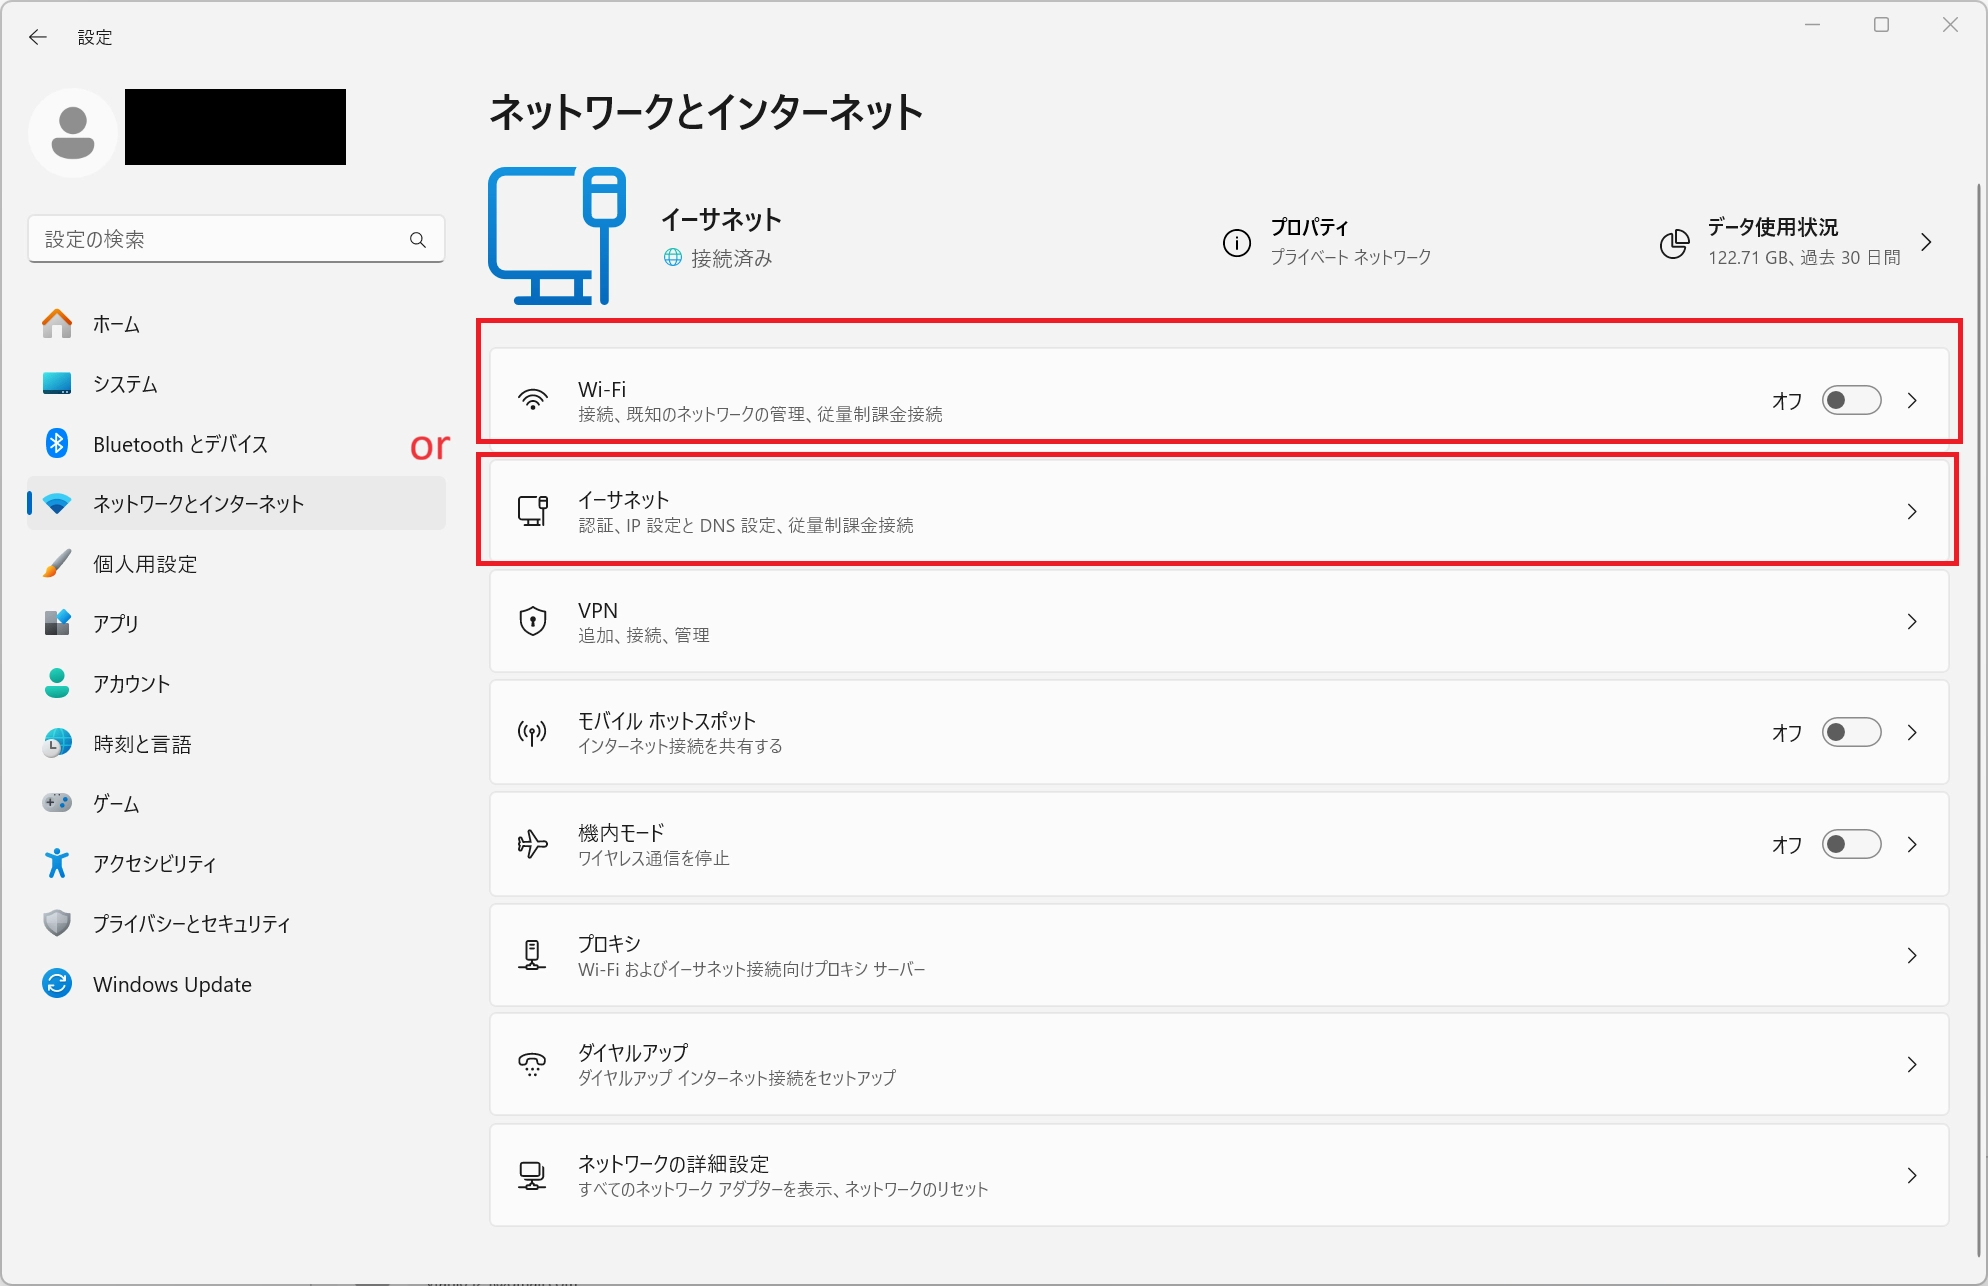 設定
設定の検索
ホーム
システム
Bluetooth とデバイス
ネットワークとインターネット
個人用設定
アプリ
アカウント
時刻と言語
ゲーム
アクセシビリティ
プライバシーとセキュリティ
Windows Update
or
ネットワークとインターネット
イーサネット
接続済み
プロパティ
プライベート ネットワーク
データ使用状況
122.71 GB、過去 30 日間
Wi-Fi
接続、既知のネットワークの管理、従量制課金接続
オフ
イーサネット
認証、IP 設定と DNS 設定、従量制課金接続
VPN
追加、接続、管理
モバイル ホットスポット
インターネット接続を共有する
オフ
機内モード
ワイヤレス通信を停止
オフ
プロキシ
Wi-Fi およびイーサネット接続向けプロキシ サーバー
ダイヤルアップ
ダイヤルアップ インターネット接続をセットアップ
ネットワークの詳細設定
すべてのネットワーク アダプターを表示、ネットワークのリセット